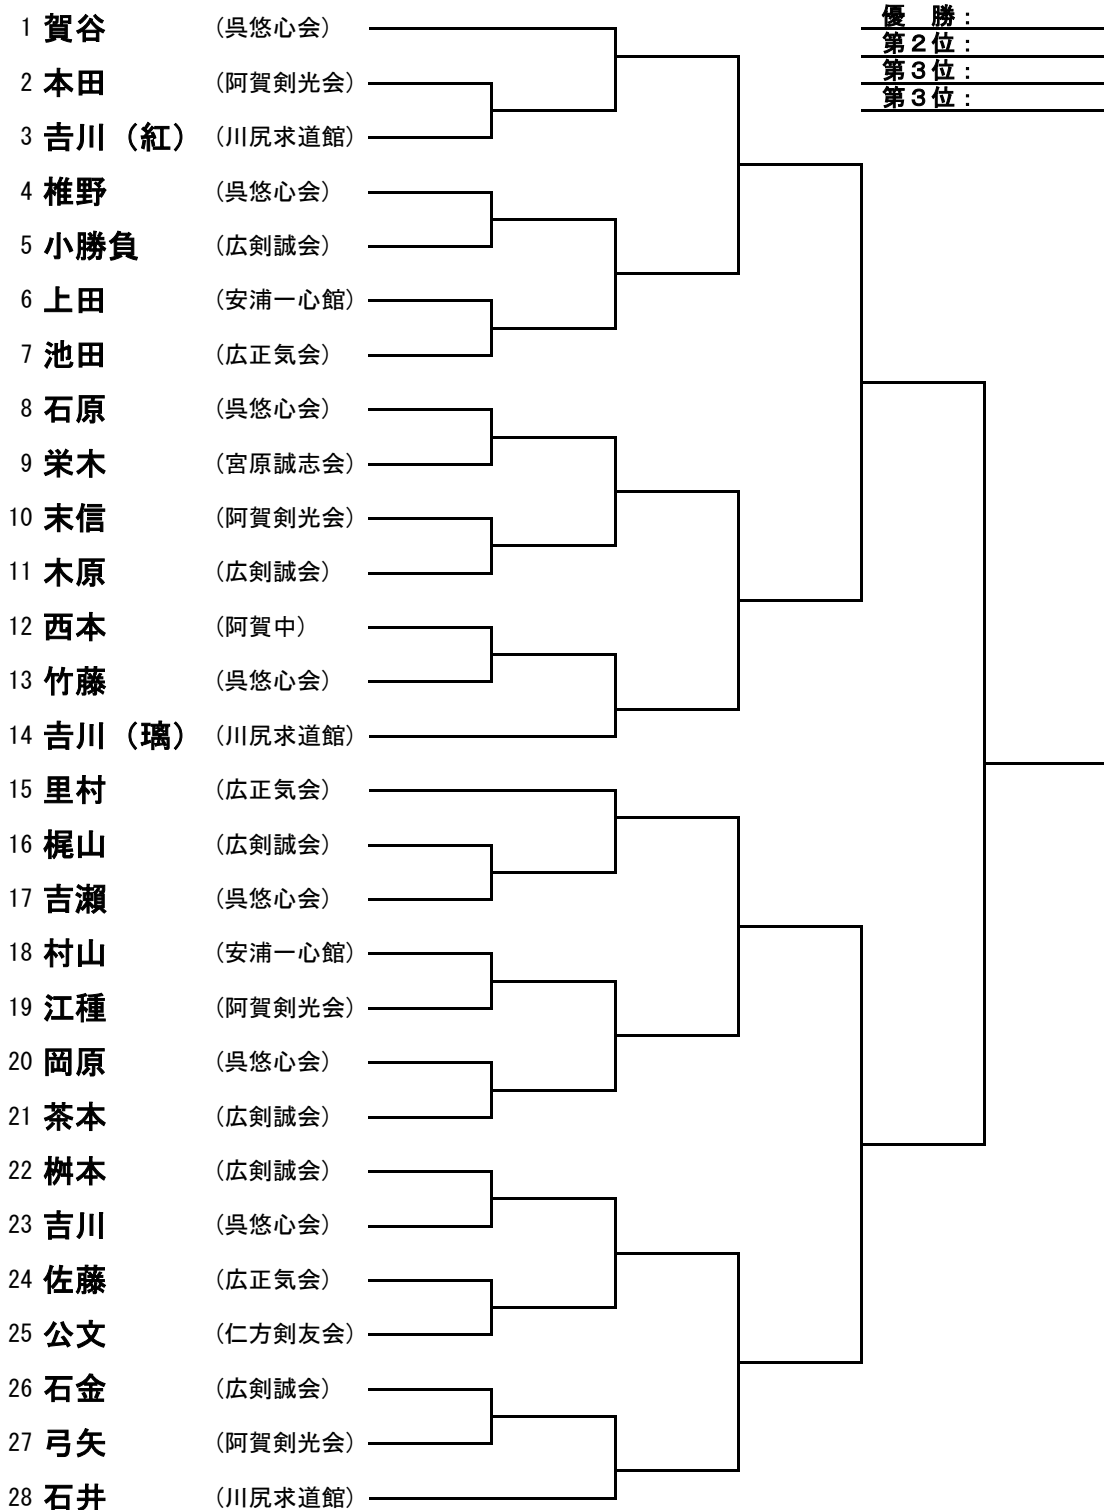 1 賀谷 (呉悠心会)
2 本田 (阿賀剣光会)
3 𠮷川（紅） (川尻求道館)
4 椎野 (呉悠心会)
5 小勝負 (広剣誠会)
6 上田 (安浦一心館)
7 池田 (広正気会)
8 石原 (呉悠心会)
9 栄木 (宮原誠志会)
10 末信 (阿賀剣光会)
11 木原 (広剣誠会)
12 西本 (阿賀中)
13 竹藤 (呉悠心会)
14 𠮷川（璃） (川尻求道館)
15 里村 (広正気会)
16 梶山 (広剣誠会)
17 吉瀬 (呉悠心会)
18 村山 (安浦一心館)
19 江種 (阿賀剣光会)
20 岡原 (呉悠心会)
21 茶本 (広剣誠会)
22 桝本 (広剣誠会)
23 吉川 (呉悠心会)
24 佐藤 (広正気会)
25 公文 (仁方剣友会)
26 石金 (広剣誠会)
27 弓矢 (阿賀剣光会)
28 石井 (川尻求道館)
優　勝：
第２位：
第３位：
第３位：